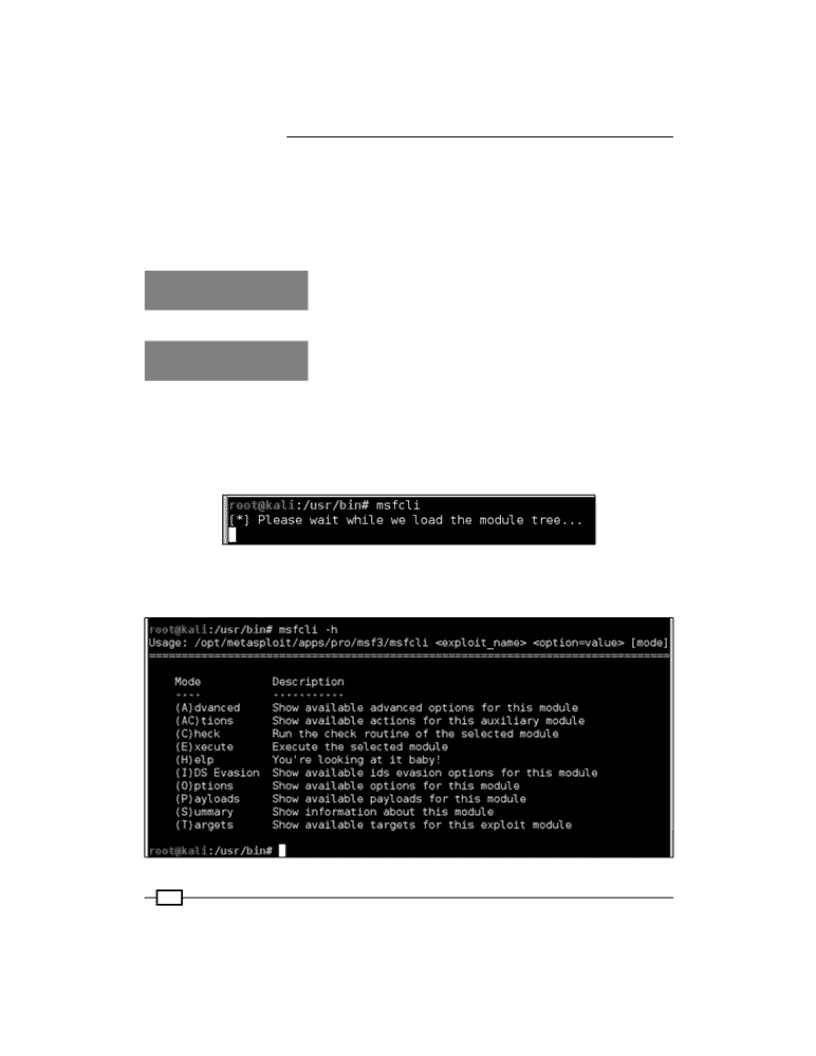 root@kali:/usr/bin# msfcli
[*] Please wait while we load the module tree...
root@kali:/usr/bin# msfcli -h
Usage: /opt/metasploit/apps/pro/msf3/msfcli <exploit_name> <option=value> [mode]
================================================================================
Mode Description
---- -----------
(A)dvanced Show available advanced options for this module
(AC)tions Show available actions for this auxiliary module
(C)heck Run the check routine of the selected module
(E)xecute Execute the selected module
(H)elp You're looking at it baby!
(I)DS Evasion Show available ids evasion options for this module
(O)ptions Show available options for this module
(P)ayloads Show available payloads for this module
(S)ummary Show information about this module
(T)argets Show available targets for this exploit module
root@kali:/usr/bin#